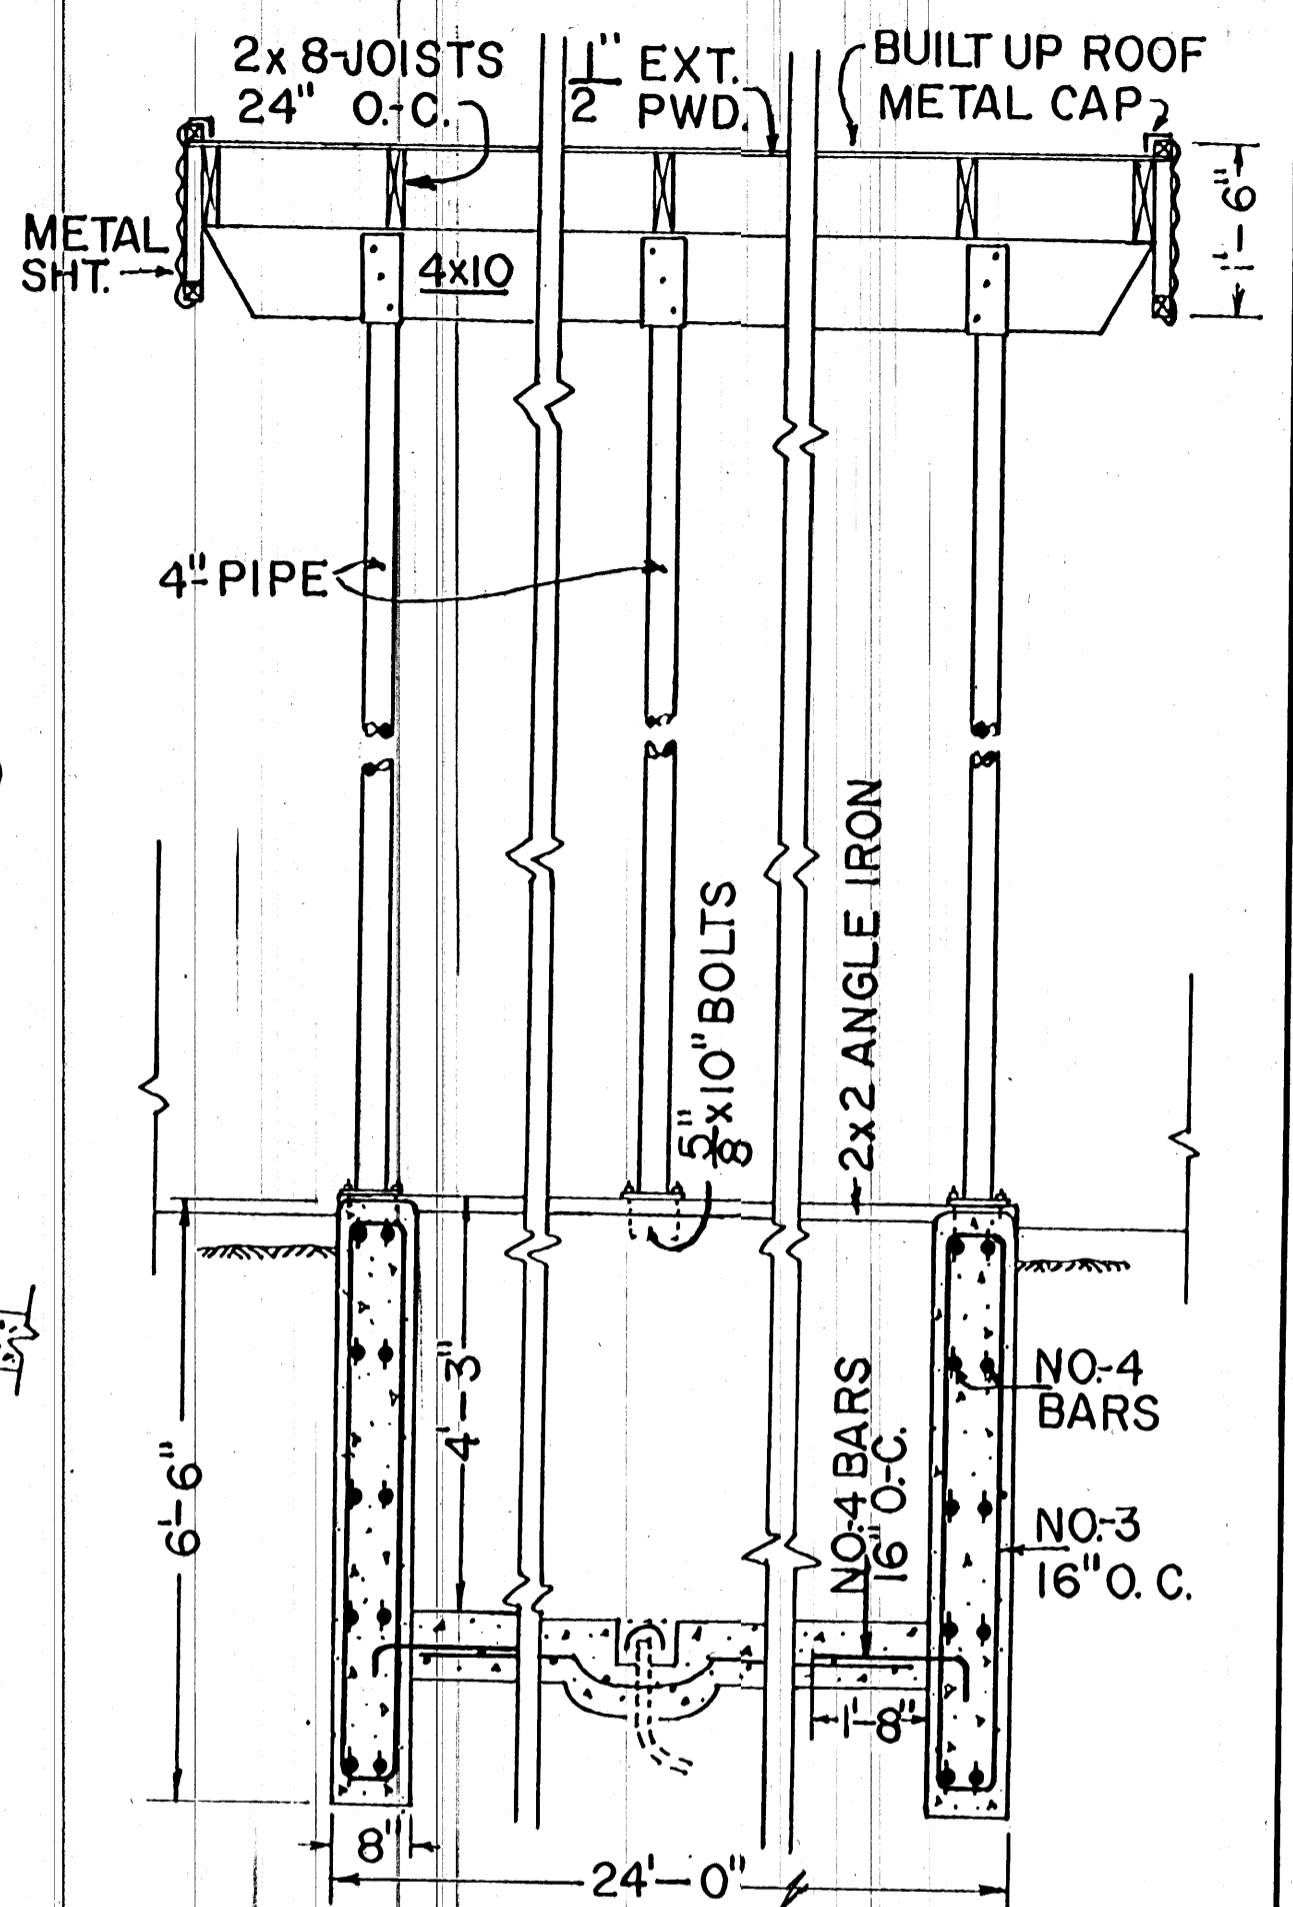 2x8-JOISTS
24" O.-C.
1/2" EXT.
PWD.
BUILT UP ROOF
METAL CAP
METAL
SHT.
4x10
1'-6"
4"-PIPE
5/8"x10" BOLTS
2x2 ANGLE IRON
6'-6"
4'-3"
NO.-4 BARS
16" O.-C.
NO.-4
BARS
NO.-3
16" O. C.
1'-8"
8"
24'-0"